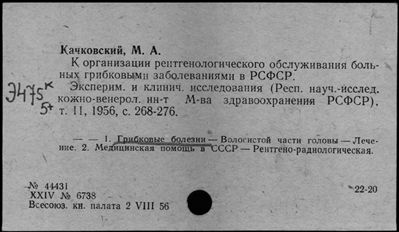 Качковский, М. А.
К организации рентгенологического обслуживания боль-
ных грибковыми заболеваниями в РСФСР.
Эксперим. и клинич. исследования (Респ. науч.-исслед.
кожно-венерол. ин-т М-ва здравоохранения РСФСР),
т. 11, 1956, с. 268-276.
Э475к
5+
— — 1. Грибковые болезни — Волосистой части головы — Лече-
ние. 2. Медицинская помощь в СССР — Рентгено-радиологическая.
№ 44431
22-20
XXIV № 6738
Всесоюз. кн. палата 2 VIII 56